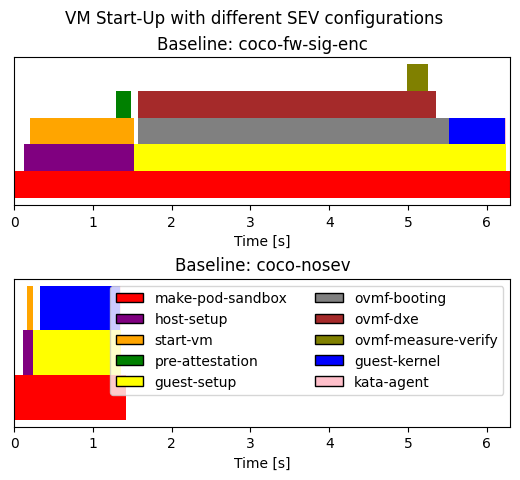 VM Start-Up with different SEV configurations
Baseline: coco-fw-sig-enc
0 1 2 3 4 5 6
Time [s]
Baseline: coco-nosev
make-pod-sandbox
host-setup
start-vm
pre-attestation
guest-setup
ovmf-booting
ovmf-dxe
ovmf-measure-verify
guest-kernel
kata-agent
0 1 2 3 4 5 6
Time [s]